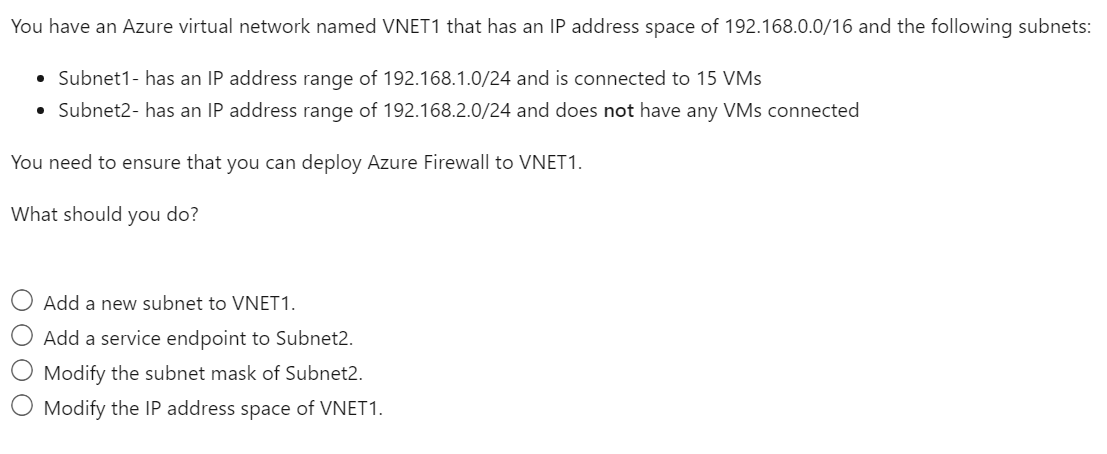 You have an Azure virtual network named VNET1 that has an IP address space of 192.168.0.0/16 and the following subnets:
• Subnet1- has an IP address range of 192.168.1.0/24 and is connected to 15 VMs
• Subnet2- has an IP address range of 192.168.2.0/24 and does not have any VMs connected
You need to ensure that you can deploy Azure Firewall to VNET1.
What should you do?
Add a new subnet to VNET1.
Add a service endpoint to Subnet2.
Modify the subnet mask of Subnet2.
Modify the IP address space of VNET1.